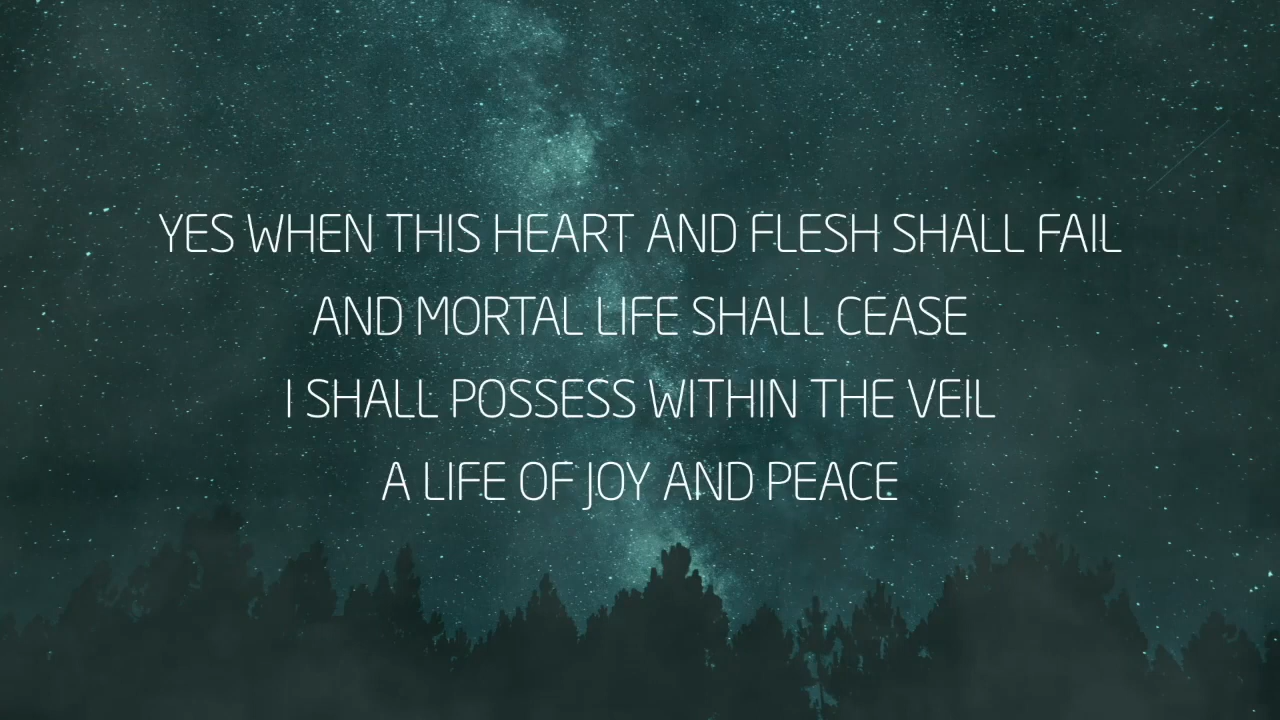 YES WHEN THIS HEART AND FLESH SHALL FAIL
AND MORTAL LIFE SHALL CEASE
I SHALL POSSESS WITHIN THE VEIL
A LIFE OF JOY AND PEACE